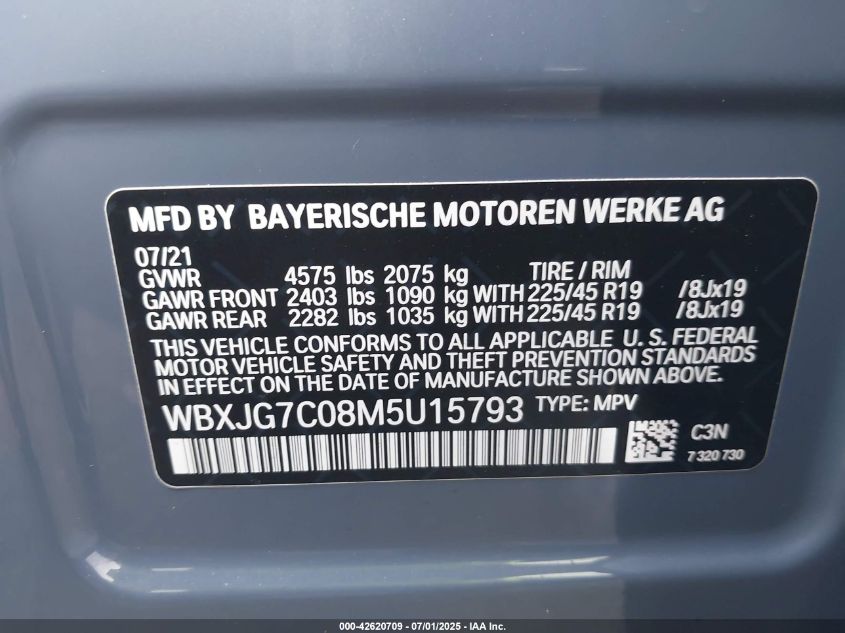 MFD BY BAYERISCHE MOTOREN WERKE AG
07/21
GVWR 4575 lbs 2075 kg TIRE / RIM
GAWR FRONT 2403 lbs 1090 kg WITH 225/45 R19 /8Jx19
GAWR REAR 2282 lbs 1035 kg WITH 225/45 R19 /8Jx19
THIS VEHICLE CONFORMS TO ALL APPLICABLE U. S. FEDERAL
MOTOR VEHICLE SAFETY AND THEFT PREVENTION STANDARDS
IN EFFECT ON THE DATE OF MANUFACTURE SHOWN ABOVE.
WBXJG7C08M5U15793 TYPE: MPV
C3N
7 320 730
000-42620709 - 07/01/2025 - IAA Inc.